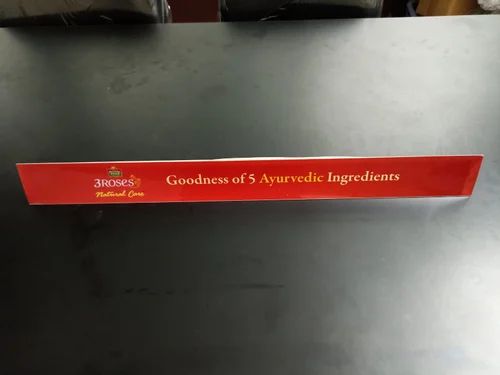 3ROSES
Natural Care
Goodness of 5 Ayurvedic Ingredients